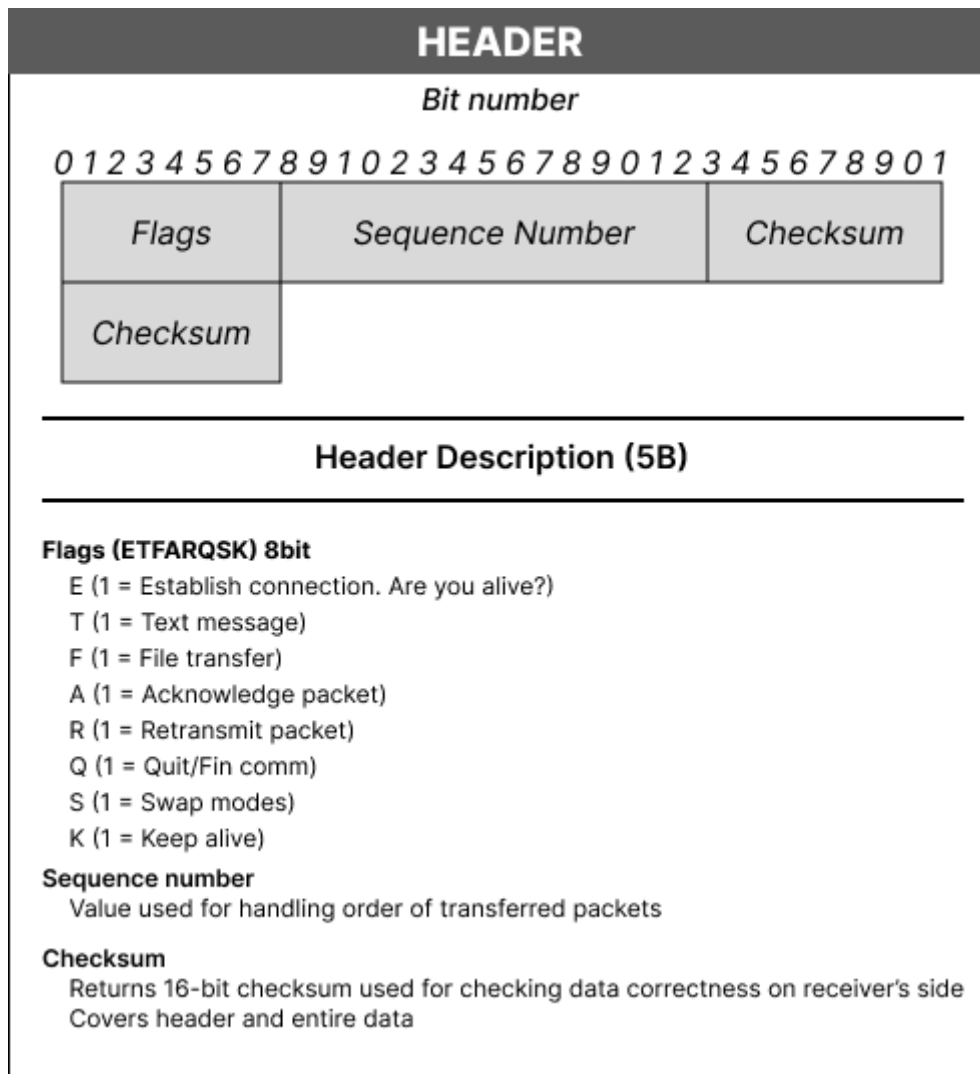 HEADER
Bit number
0 1 2 3 4 5 6 7 8 9 1 0 2 3 4 5 6 7 8 9 0 1 2 3 4 5 6 7 8 9 0 1
Flags Sequence Number Checksum
Checksum
Header Description (5B)
Flags (ETFARQSK) 8bit
E (1 = Establish connection. Are you alive?)
T (1 = Text message)
F (1 = File transfer)
A (1 = Acknowledge packet)
R (1 = Retransmit packet)
Q (1 = Quit/Fin comm)
S (1 = Swap modes)
K (1 = Keep alive)
Sequence number
Value used for handling order of transferred packets
Checksum
Returns 16-bit checksum used for checking data correctness on receiver's side
Covers header and entire data